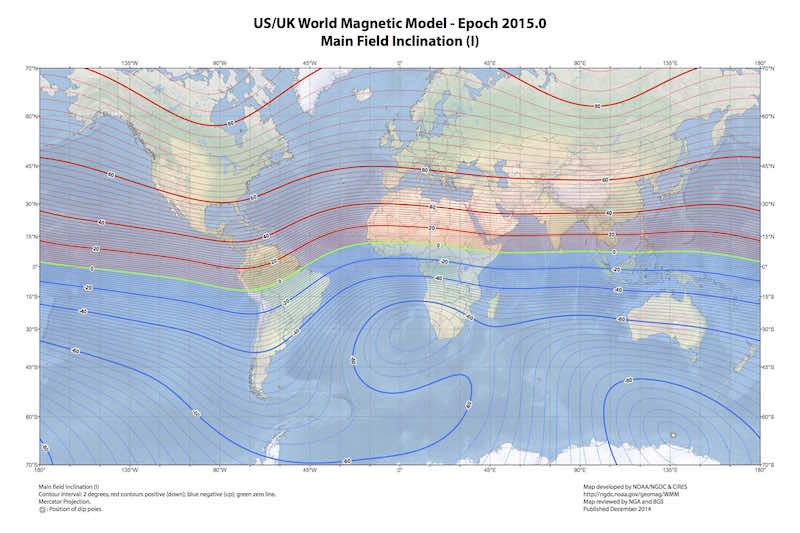 US/UK World Magnetic Model - Epoch 2015.0
Main Field Inclination (I)
180° 135°W 90°W 45°W 0° 45°E 90°E 135°E 180°
70°N 70°N
60°N 60°N
45°N 45°N
30°N 30°N
15°N 15°N
0° 0°
15°S 15°S
30°S 30°S
45°S 45°S
60°S 60°S
70°S 70°S
80 80
60 60 60 60
40 40 40 40
20 20 20 20
0 0 0 0
-20 -20 -20 -20
-40 -40 -40 -40
-60 -60 -60
-60 -60 -80
-60
180° 135°W 90°W 45°W 0° 45°E 90°E 135°E 180°
Main field Inclination (I)
Contour interval: 2 degrees, red contours positive (down); blue negative (up); green zero line.
Mercator Projection.
: Position of dip poles
Map developed by NOAA/NGDC & CIRES
http://ngdc.noaa.gov/geomag/WMM
Map reviewed by NGA and BGS
Published December 2014